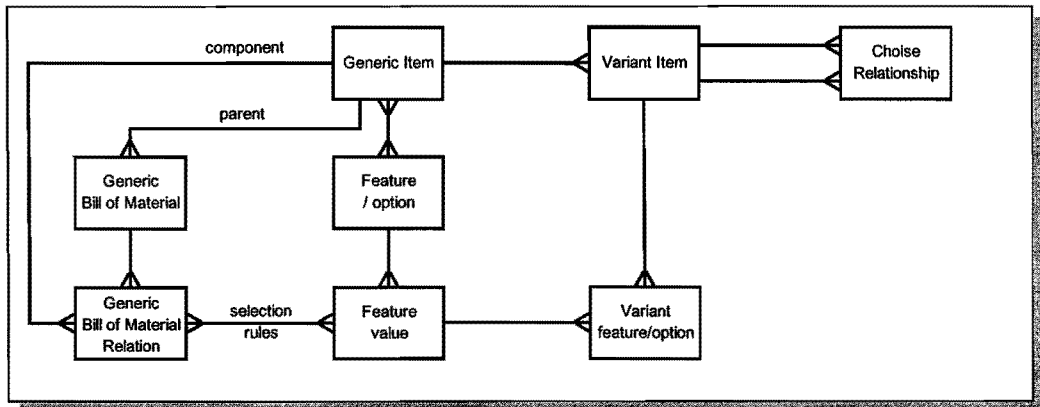 component
Generic Item
Variant Item
Choise
Relationship
parent
Generic
Bill of Material
Feature
/ option
Generic
Bill of Material
Relation
selection
rules
Feature
value
Variant
feature/option